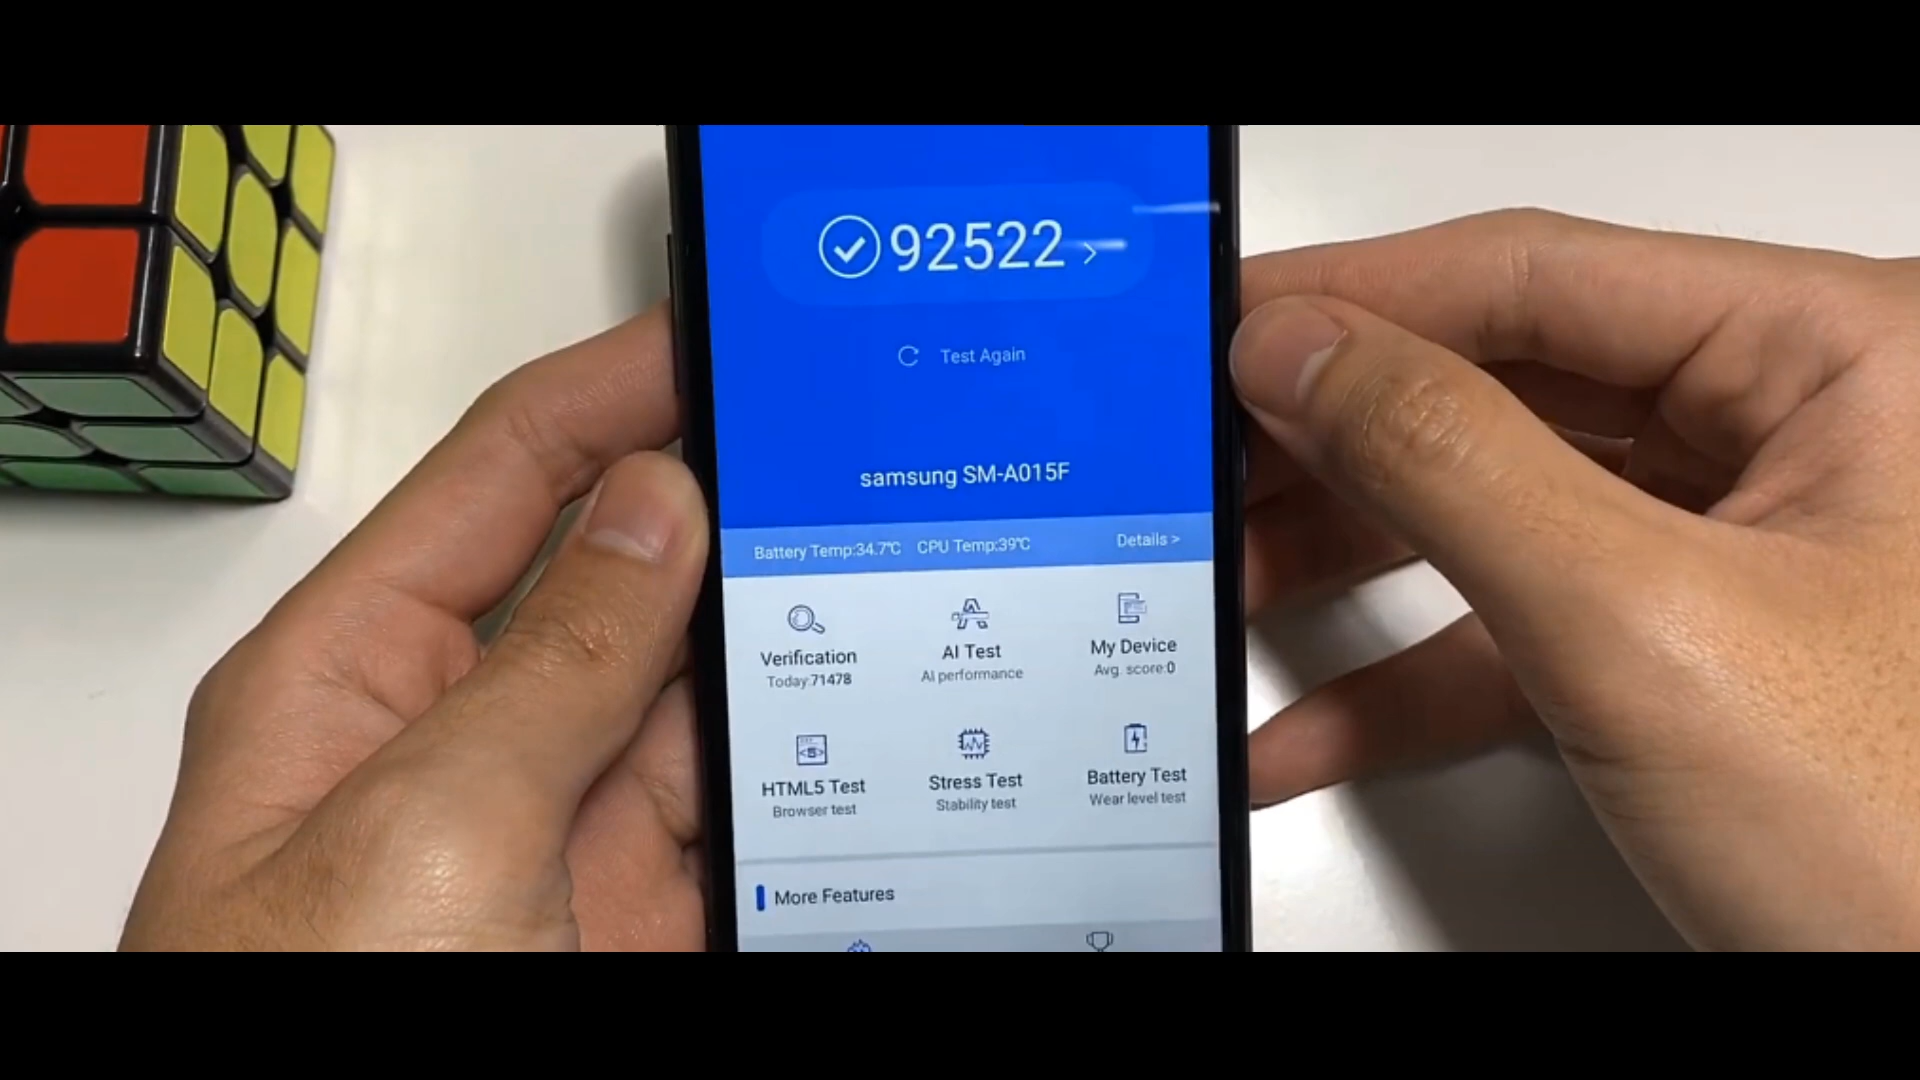 92522
Test Again
samsung SM-A015F
Battery Temp:34.7℃ CPU Temp:39℃ Details >
Verification AI Test My Device
Today:71478 AI performance Avg. score:0
HTML5 Test Stress Test Battery Test
Browser test Stability test Wear level test
More Features